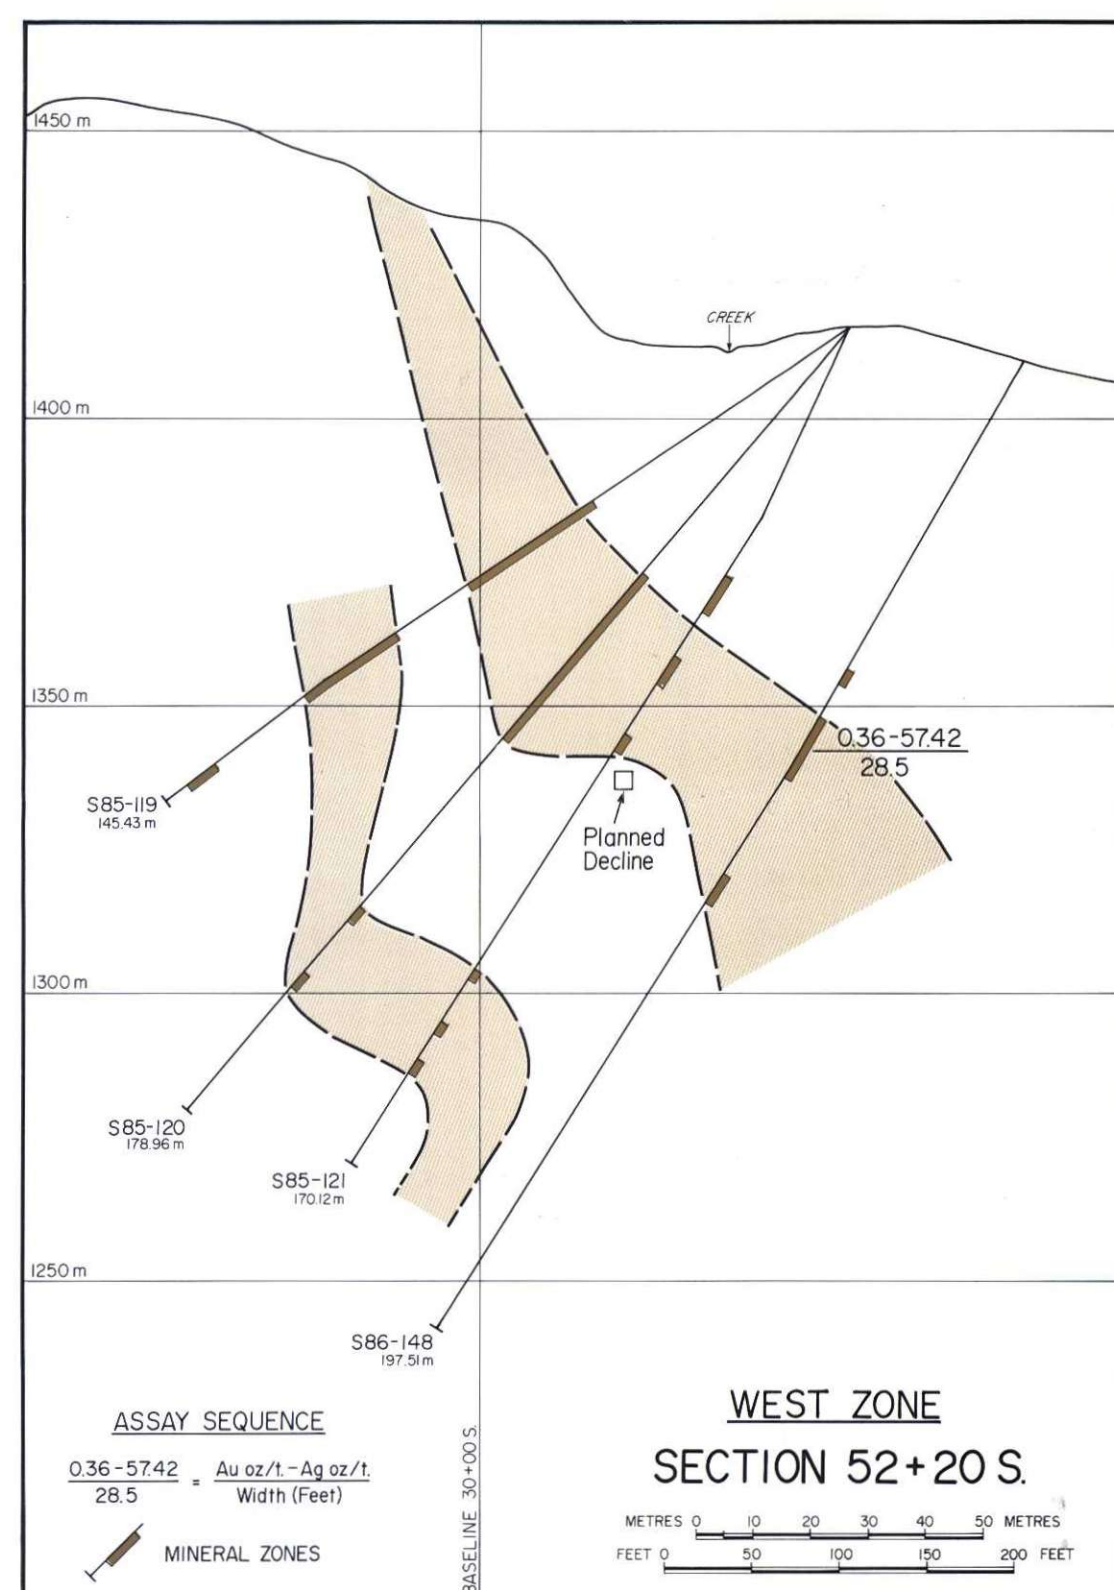 1450 m
CREEK
1400 m
1350 m
0.36-57.42
28.5
S85-119
145.43 m
Planned
Decline
1300 m
S85-120
178.96 m
S85-121
170.12 m
1250 m
S86-148
197.51 m
WEST ZONE
SECTION 52+20 S.
ASSAY SEQUENCE
0.36-57.42 = Au oz/t.-Ag oz/t.
28.5 Width (Feet)
MINERAL ZONES
BASELINE 30+00 S.
METRES 0 10 20 30 40 50 METRES
FEET 0 50 100 150 200 FEET